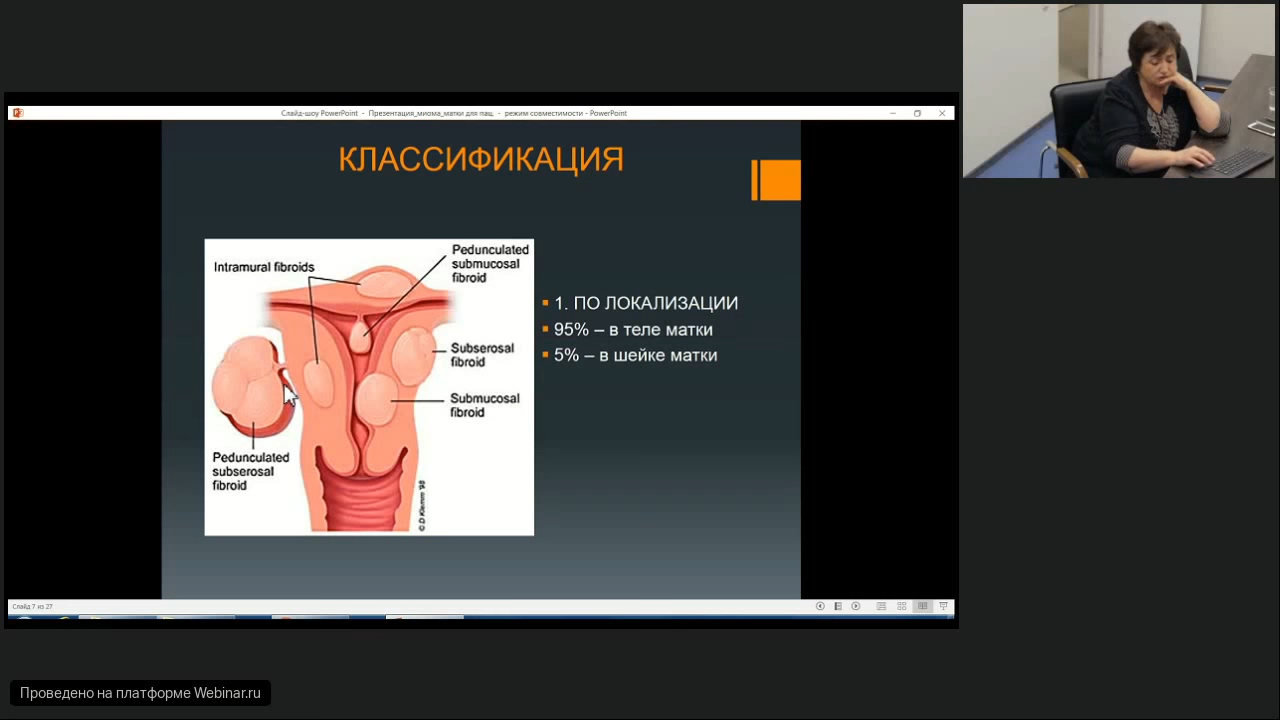 Слайд-шоу PowerPoint - Презентация_миома_матки для пац. - режим совместимости - PowerPoint
КЛАССИФИКАЦИЯ
Intramural fibroids
Pedunculated
submucosal
fibroid
Subserosal
fibroid
Submucosal
fibroid
Pedunculated
subserosal
fibroid
© D Klemm '98
1. ПО ЛОКАЛИЗАЦИИ
95% – в теле матки
5% – в шейке матки
Слайд 7 из 27
Проведено на платформе Webinar.ru